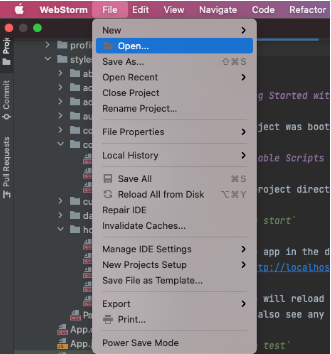 WebStorm File Edit View Navigate Code Refactor
New
Open...
Save As... ⇧⌘S
Open Recent
Close Project
Rename Project...
File Properties
Local History
Save All ⌘S
Reload All from Disk ⌥⌘Y
Repair IDE
Invalidate Caches...
Manage IDE Settings
New Projects Setup
Save File as Template...
Export
Print...
Power Save Mode
Proj
Commit
Pull Requests
profil
styles
ab
ac
ad
au
co
co
cu
da
ho
Pa
App.
App.j
g Started wit
ject was boot
able Scripts
project direct
start`
app in the d
tp://localhos
will reload
also see any
test`